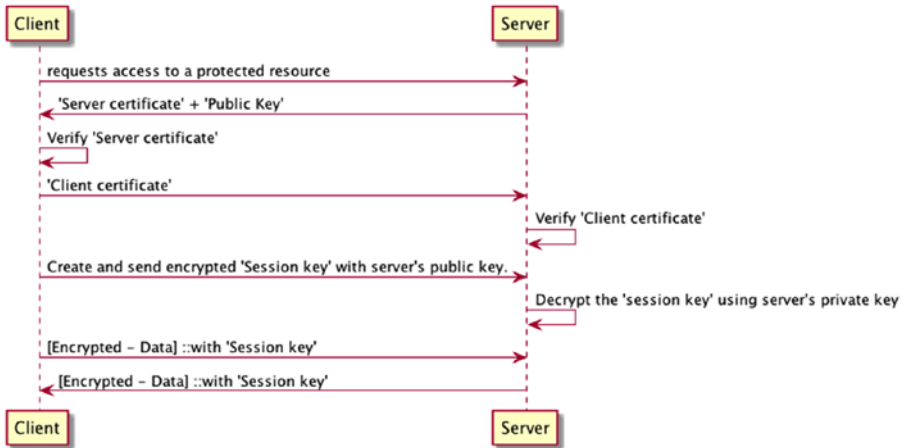 Client Server
requests access to a protected resource
'Server certificate' + 'Public Key'
Verify 'Server certificate'
'Client certificate'
Verify 'Client certificate'
Create and send encrypted 'Session key' with server's public key.
Decrypt the 'session key' using server's private key
[Encrypted – Data] ::with 'Session key'
[Encrypted – Data] ::with 'Session key'
Client Server